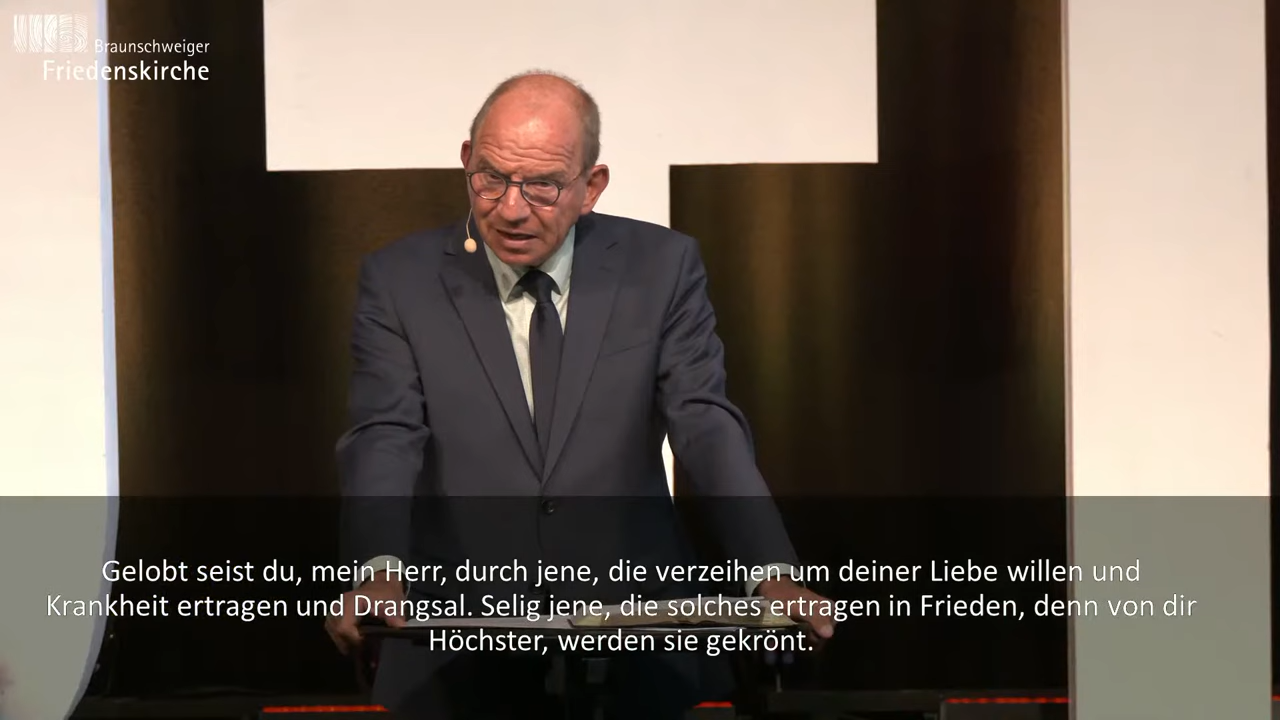 Braunschweiger
Friedenskirche
Gelobt seist du, mein Herr, durch jene, die verzeihen um deiner Liebe willen und
Krankheit ertragen und Drangsal. Selig jene, die solches ertragen in Frieden, denn von dir
Höchster, werden sie gekrönt.